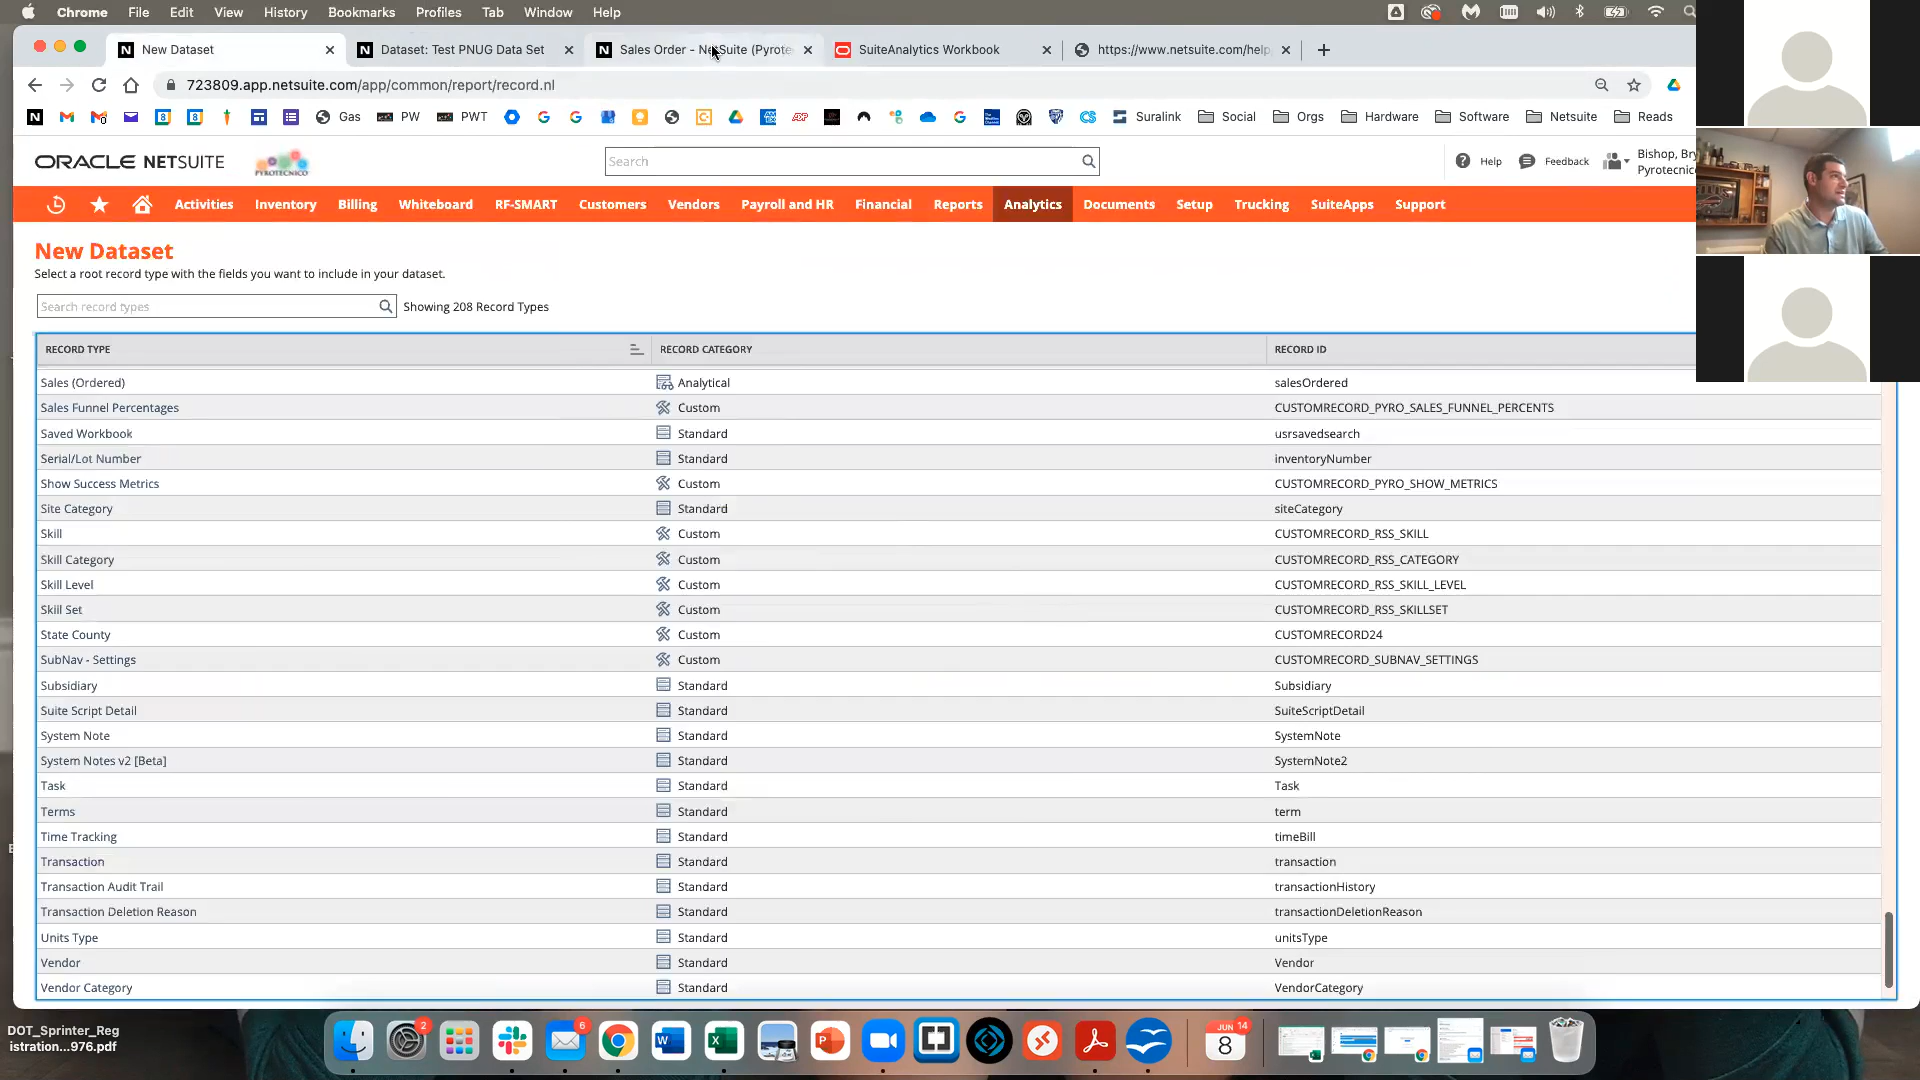 Chrome File Edit View History Bookmarks Profiles Tab Window Help
New Dataset
Dataset: Test PNUG Data Set
Sales Order - NetSuite (Pyrote
SuiteAnalytics Workbook
https://www.netsuite.com/help
723809.app.netsuite.com/app/common/report/record.nl
Gas PW PWT Suralink Social Orgs Hardware Software Netsuite Reads
ORACLE NETSUITE PYROTECNICO Search Help Feedback
Bishop, Bry
Pyrotecnico
Activities Inventory Billing Whiteboard RF-SMART Customers Vendors Payroll and HR Financial Reports Analytics Documents Setup Trucking SuiteApps Support
New Dataset
Select a root record type with the fields you want to include in your dataset.
Search record types Showing 208 Record Types
RECORD TYPE RECORD CATEGORY RECORD ID
Sales (Ordered) Analytical salesOrdered
Sales Funnel Percentages Custom CUSTOMRECORD_PYRO_SALES_FUNNEL_PERCENTS
Saved Workbook Standard usrsavedsearch
Serial/Lot Number Standard inventoryNumber
Show Success Metrics Custom CUSTOMRECORD_PYRO_SHOW_METRICS
Site Category Standard siteCategory
Skill Custom CUSTOMRECORD_RSS_SKILL
Skill Category Custom CUSTOMRECORD_RSS_CATEGORY
Skill Level Custom CUSTOMRECORD_RSS_SKILL_LEVEL
Skill Set Custom CUSTOMRECORD_RSS_SKILLSET
State County Custom CUSTOMRECORD24
SubNav - Settings Custom CUSTOMRECORD_SUBNAV_SETTINGS
Subsidiary Standard Subsidiary
Suite Script Detail Standard SuiteScriptDetail
System Note Standard SystemNote
System Notes v2 [Beta] Standard SystemNote2
Task Standard Task
Terms Standard term
Time Tracking Standard timeBill
Transaction Standard transaction
Transaction Audit Trail Standard transactionHistory
Transaction Deletion Reason Standard transactionDeletionReason
Units Type Standard unitsType
Vendor Standard Vendor
Vendor Category Standard VendorCategory
DOT_Sprinter_Reg
istration...976.pdf
2
6
JUN 14
8